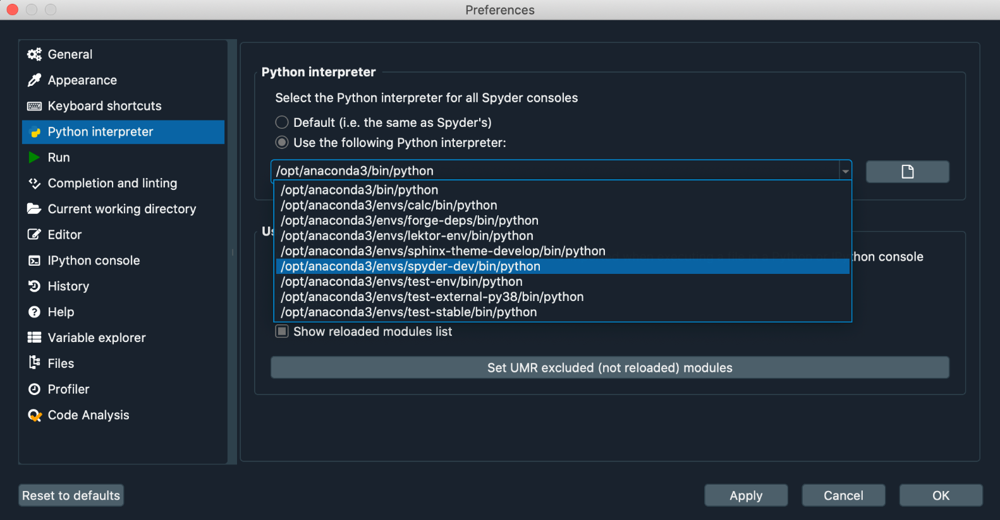 Preferences
General
Appearance
Keyboard shortcuts
Python interpreter
Run
Completion and linting
Current working directory
Editor
IPython console
History
Help
Variable explorer
Files
Profiler
Code Analysis
Python interpreter
Select the Python interpreter for all Spyder consoles
Default (i.e. the same as Spyder's)
Use the following Python interpreter:
/opt/anaconda3/bin/python
/opt/anaconda3/bin/python
/opt/anaconda3/envs/calc/bin/python
/opt/anaconda3/envs/forge-deps/bin/python
/opt/anaconda3/envs/lektor-env/bin/python
/opt/anaconda3/envs/sphinx-theme-develop/bin/python
/opt/anaconda3/envs/spyder-dev/bin/python
/opt/anaconda3/envs/test-env/bin/python
/opt/anaconda3/envs/test-external-py38/bin/python
/opt/anaconda3/envs/test-stable/bin/python
console
Show reloaded modules list
Set UMR excluded (not reloaded) modules
Reset to defaults
Apply
Cancel
OK